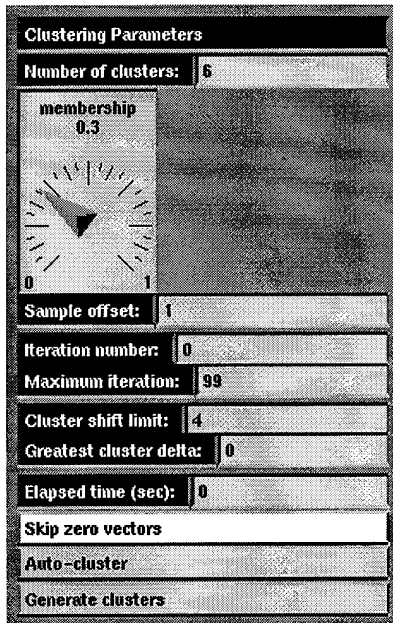 Clustering Parameters
Number of clusters: 6
membership
0.3
0 1
Sample offset: 1
Iteration number: 0
Maximum iteration: 99
Cluster shift limit: 4
Greatest cluster delta: 0
Elapsed time (sec): 0
Skip zero vectors
Auto-cluster
Generate clusters